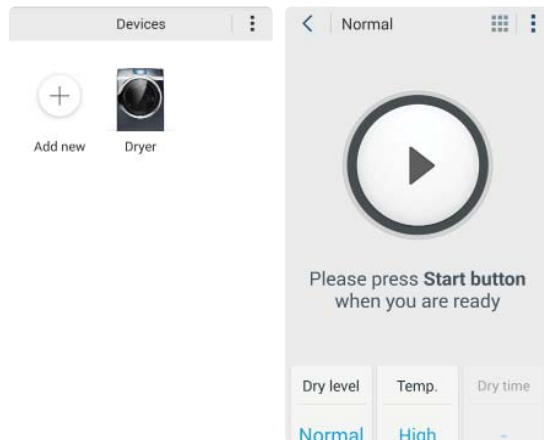 Devices
Add new
Dryer
Normal
Please press Start button
when you are ready
Dry level
Temp.
Dry time
Normal
High
-